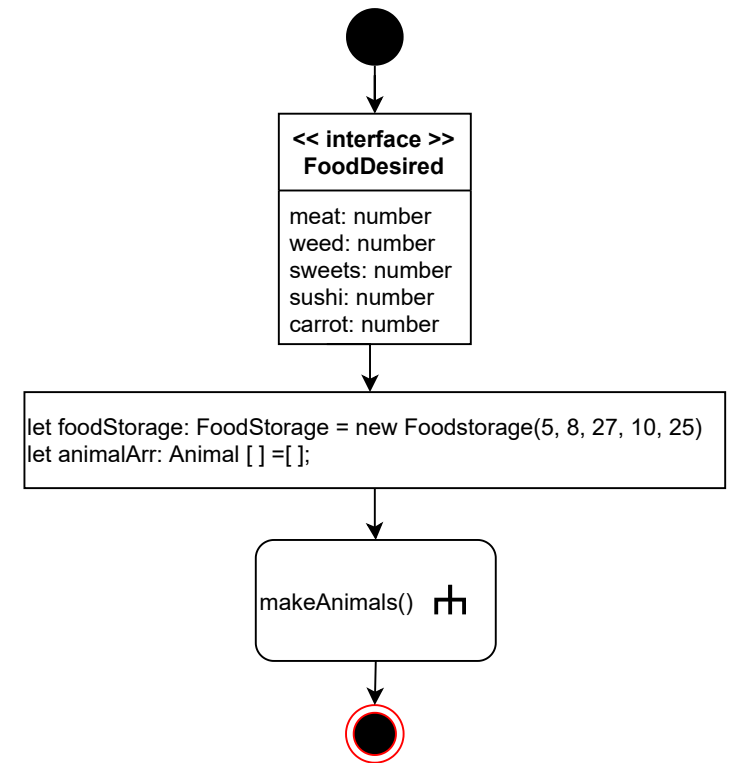 << interface >>
FoodDesired
meat: number
weed: number
sweets: number
sushi: number
carrot: number
let foodStorage: FoodStorage = new Foodstorage(5, 8, 27, 10, 25)
let animalArr: Animal [ ] =[ ];
makeAnimals()